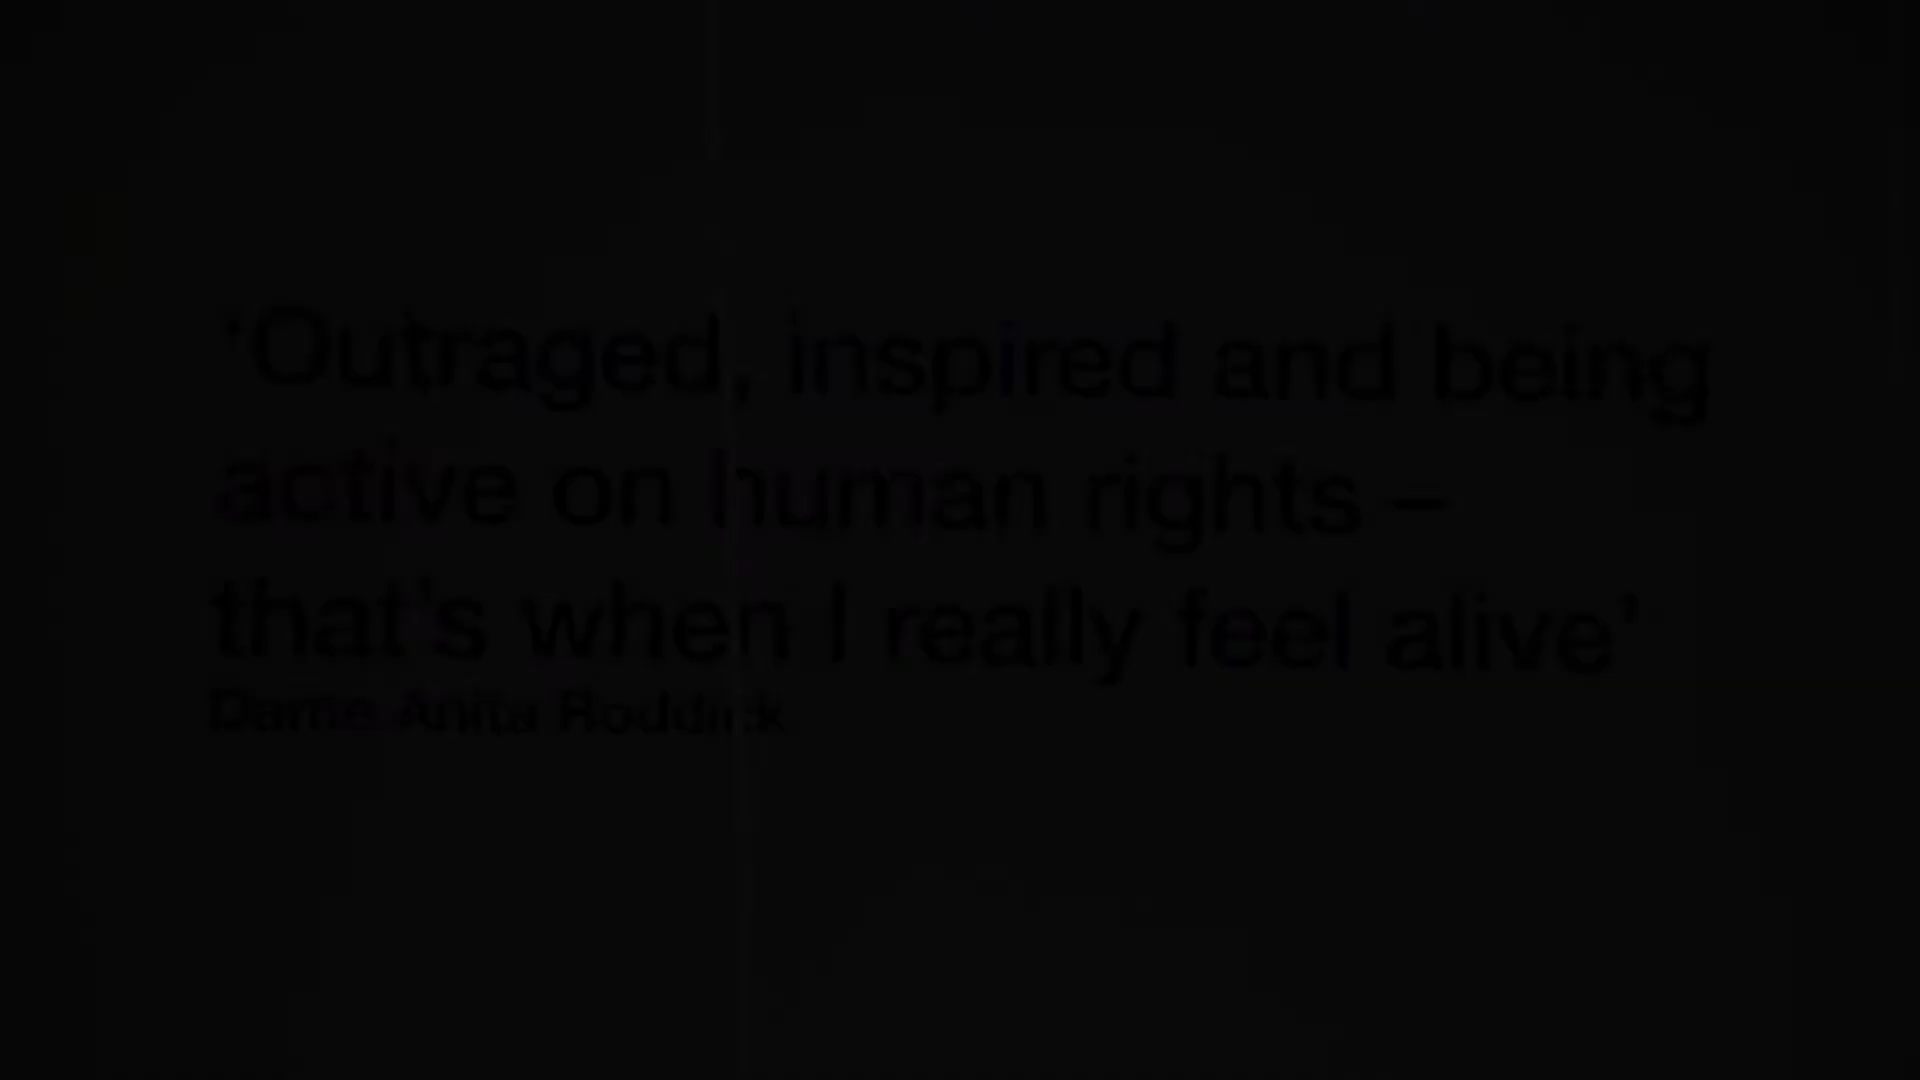 'Outraged, inspired and being
active on human rights –
that's when I really feel alive'
Dame Anita Roddick